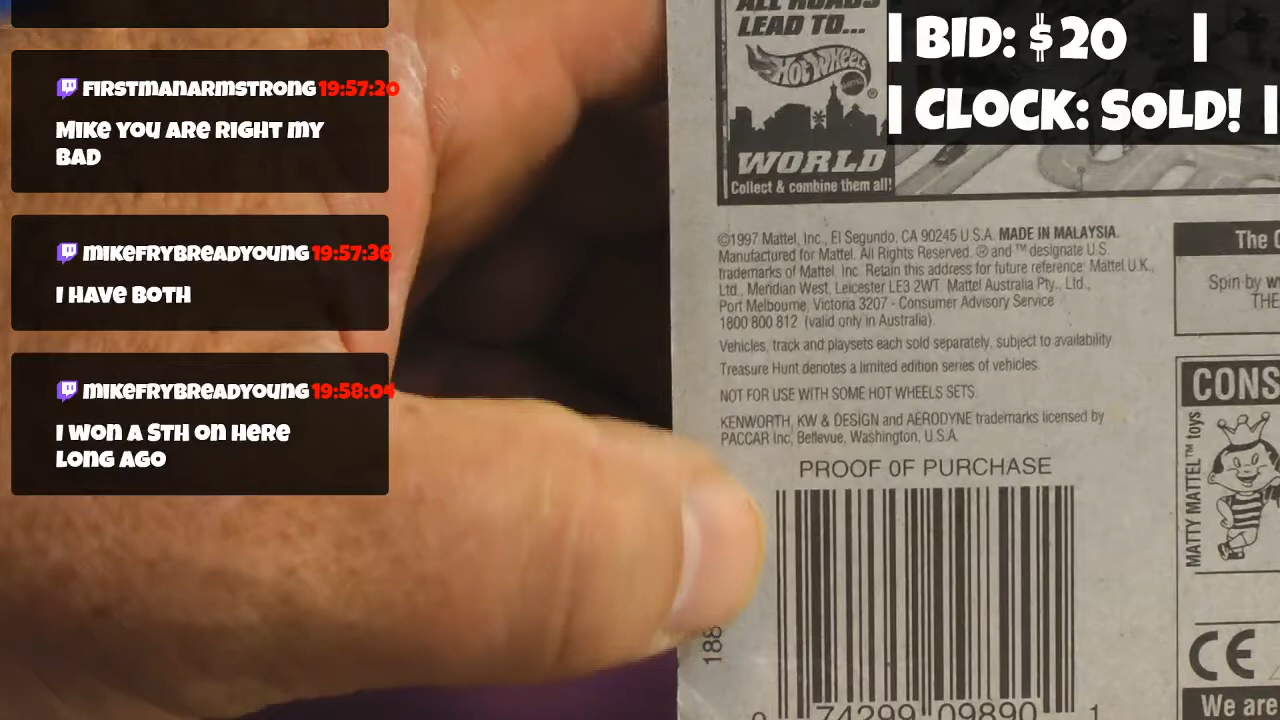 FIRSTMANARMSTRONG 19:57:20
MIKE YOU ARE RIGHT MY
BAD
MIKEFRYBREADYOUNG 19:57:36
I HAVE BOTH
MIKEFRYBREADYOUNG 19:58:04
I WON A STH ON HERE
LONG AGO
| BID: $20 |
| CLOCK: SOLD! |
ALL ROADS
LEAD TO...
Hot Wheels
Mattel
®
WORLD
Collect & combine them all!
©1997 Mattel, Inc., El Segundo, CA 90245 U.S.A. MADE IN MALAYSIA.
Manufactured for Mattel. All Rights Reserved. ® and ™ designate U.S.
trademarks of Mattel, Inc. Retain this address for future reference: Mattel U.K.,
Ltd., Meridian West, Leicester LE3 2WT. Mattel Australia Pty., Ltd.,
Port Melbourne, Victoria 3207 - Consumer Advisory Service
1800 800 812 (valid only in Australia).
Vehicles, track and playsets each sold separately, subject to availability
Treasure Hunt denotes a limited edition series of vehicles.
NOT FOR USE WITH SOME HOT WHEELS SETS.
KENWORTH, KW & DESIGN and AERODYNE trademarks licensed by
PACCAR Inc, Bellevue, Washington, U.S.A.
PROOF OF PURCHASE
188
0 74299 09890 1
The
Spin by
THE
CONS
MATTY MATTEL™ toys
CE
We are